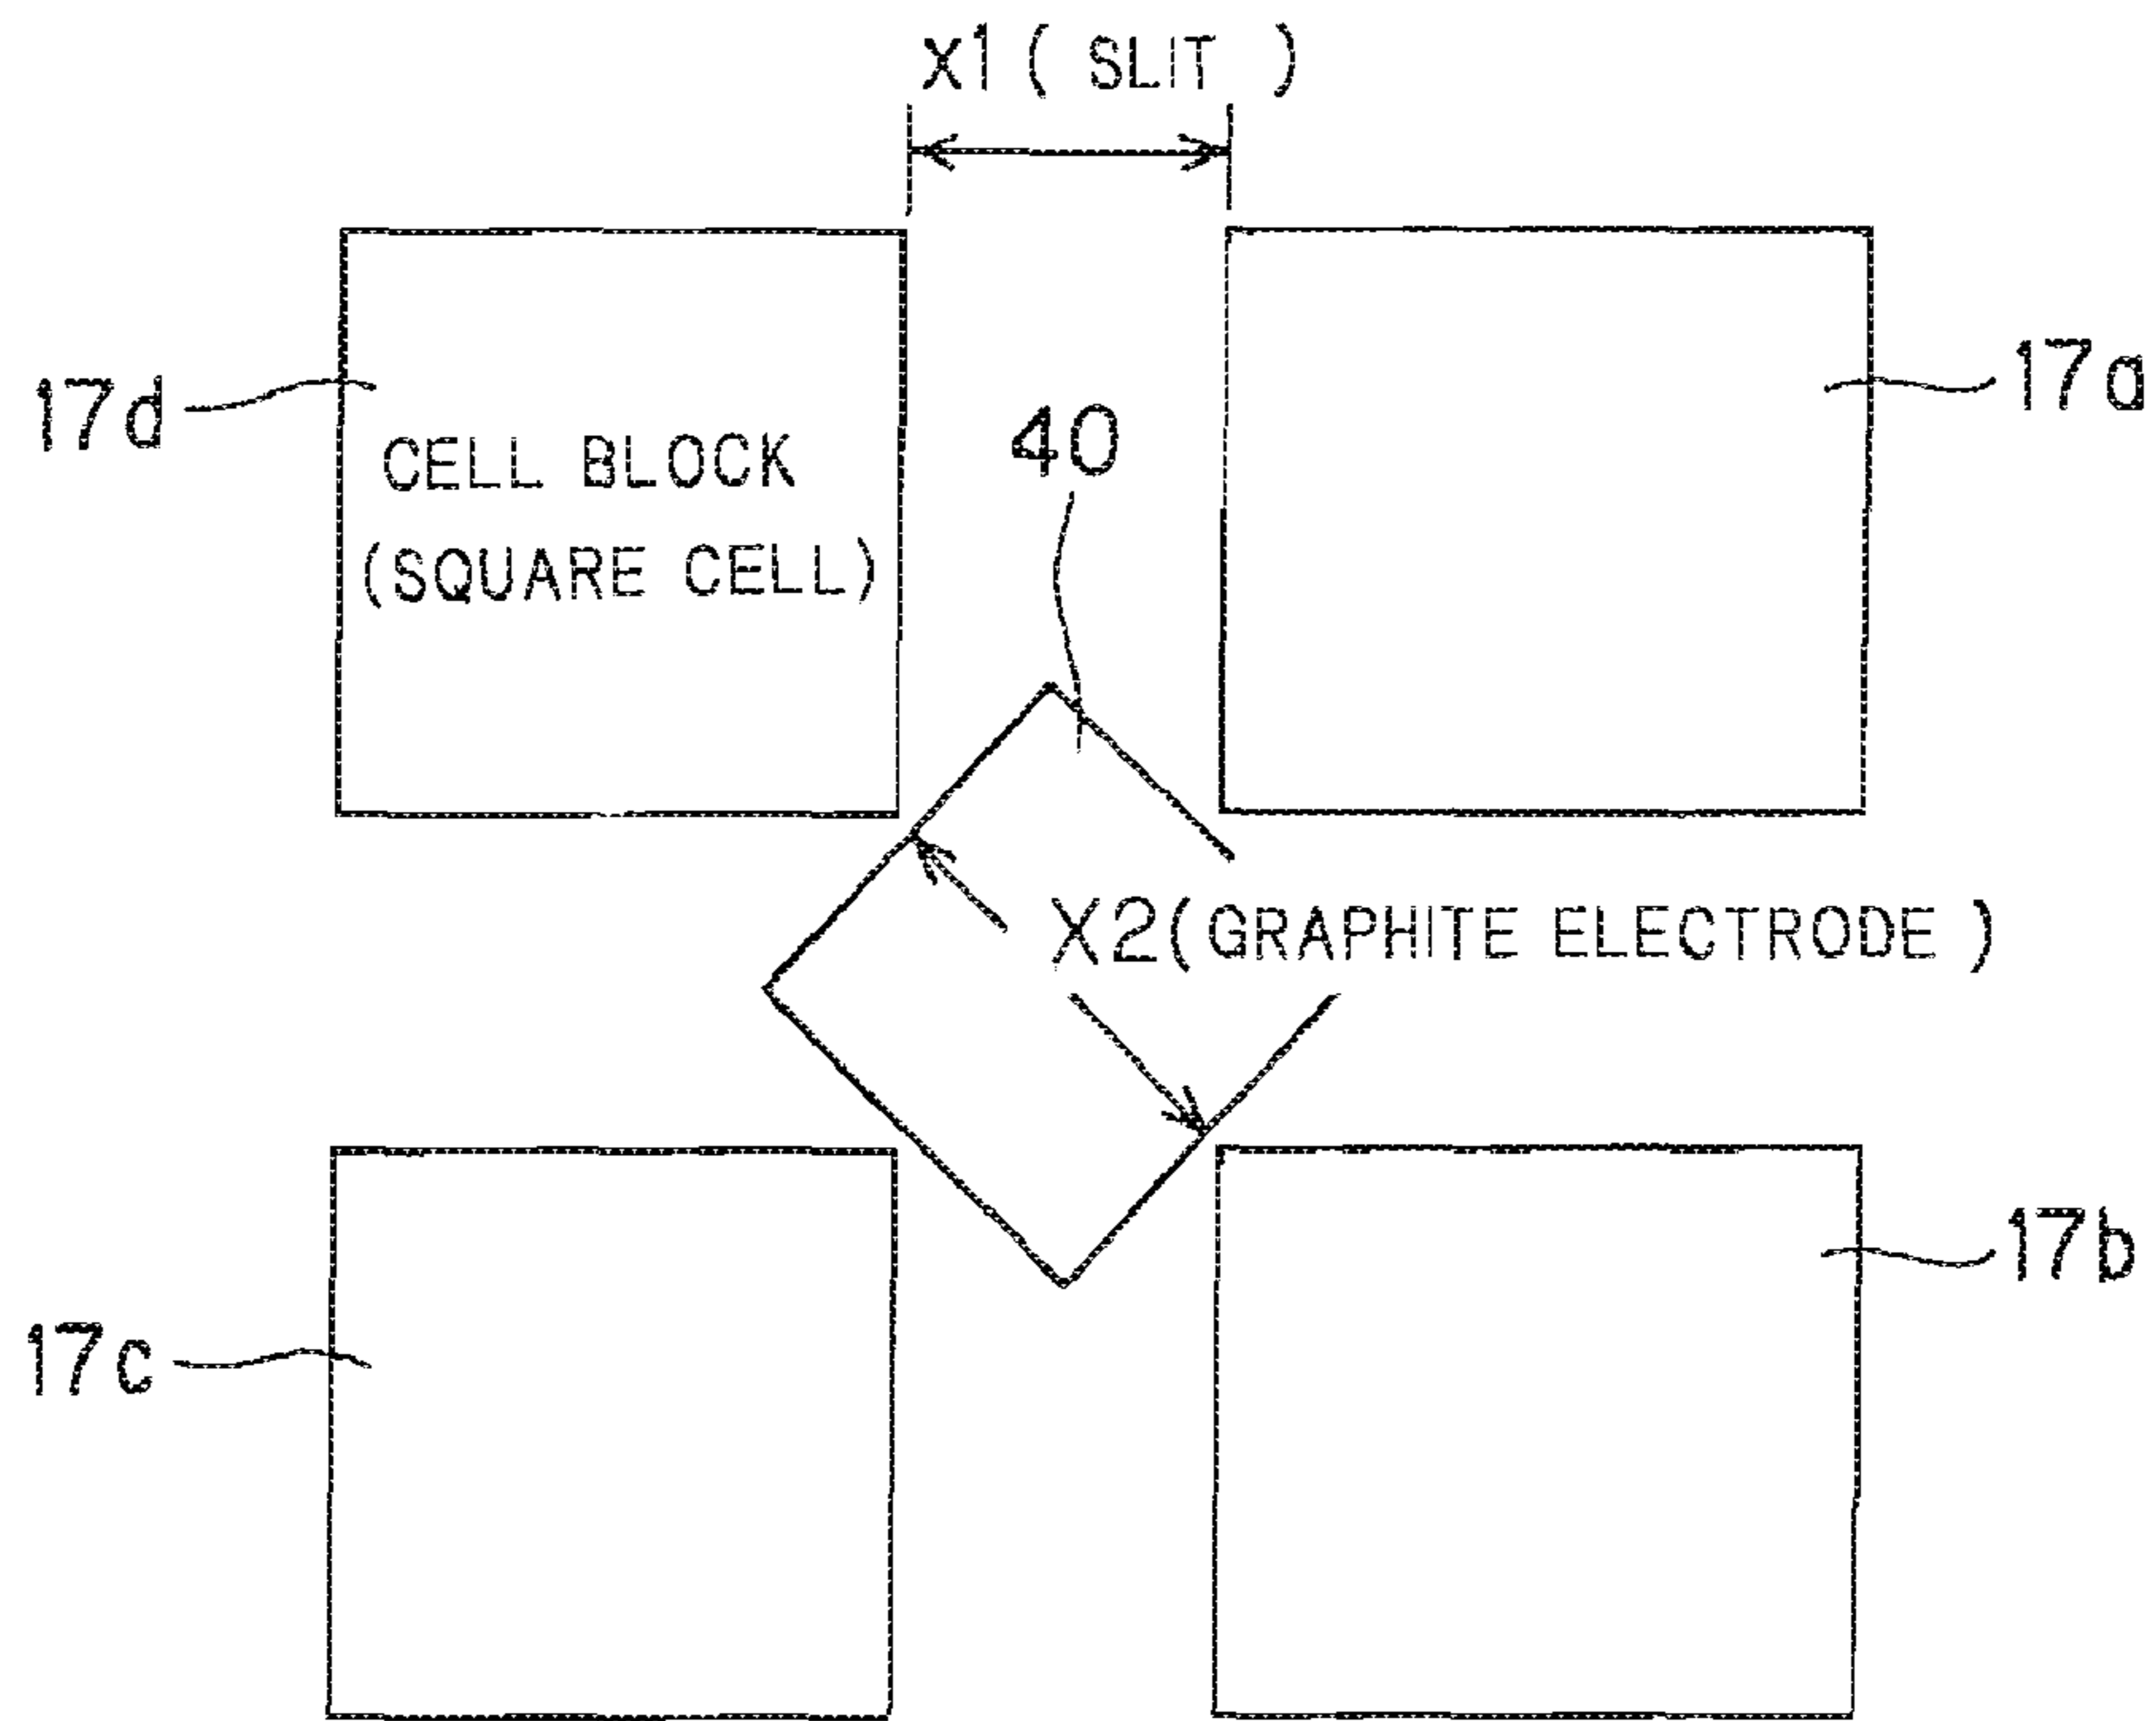 X1 ( SLIT )
17a
17d
40
CELL BLOCK
(SQUARE CELL)
X2(GRAPHITE ELECTRODE )
17b
17c